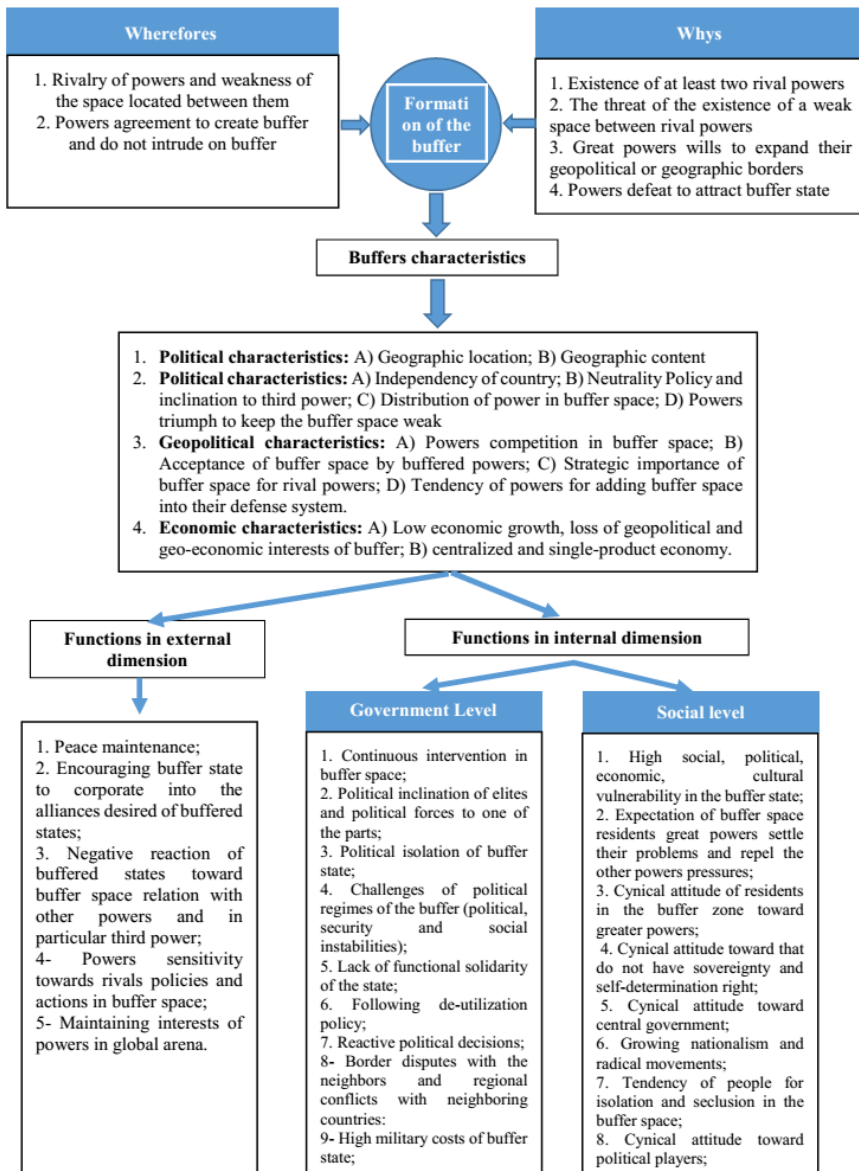 Wherefores
1. Rivalry of powers and weakness of
the space located between them
2. Powers agreement to create buffer
and do not intrude on buffer
Formati
on of the
buffer
Whys
1. Existence of at least two rival powers
2. The threat of the existence of a weak
space between rival powers
3. Great powers wills to expand their
geopolitical or geographic borders
4. Powers defeat to attract buffer state
Buffers characteristics
1. Political characteristics: A) Geographic location; B) Geographic content
2. Political characteristics: A) Independency of country; B) Neutrality Policy and
inclination to third power; C) Distribution of power in buffer space; D) Powers
triumph to keep the buffer space weak
3. Geopolitical characteristics: A) Powers competition in buffer space; B)
Acceptance of buffer space by buffered powers; C) Strategic importance of
buffer space for rival powers; D) Tendency of powers for adding buffer space
into their defense system.
4. Economic characteristics: A) Low economic growth, loss of geopolitical and
geo-economic interests of buffer; B) centralized and single-product economy.
Functions in external
dimension
1. Peace maintenance;
2. Encouraging buffer state
to corporate into the
alliances desired of buffered
states;
3. Negative reaction of
buffered states toward
buffer space relation with
other powers and in
particular third power;
4- Powers sensitivity
towards rivals policies and
actions in buffer space;
5- Maintaining interests of
powers in global arena.
Functions in internal dimension
Government Level
1. Continuous intervention in
buffer space;
2. Political inclination of elites
and political forces to one of
the parts;
3. Political isolation of buffer
state;
4. Challenges of political
regimes of the buffer (political,
security and social
instabilities);
5. Lack of functional solidarity
of the state;
6. Following de-utilization
policy;
7. Reactive political decisions;
8- Border disputes with the
neighbors and regional
conflicts with neighboring
countries:
9- High military costs of buffer
state;
Social level
1. High social, political,
economic, cultural
vulnerability in the buffer state;
2. Expectation of buffer space
residents great powers settle
their problems and repel the
other powers pressures;
3. Cynical attitude of residents
in the buffer zone toward
greater powers;
4. Cynical attitude toward that
do not have sovereignty and
self-determination right;
5. Cynical attitude toward
central government;
6. Growing nationalism and
radical movements;
7. Tendency of people for
isolation and seclusion in the
buffer space;
8. Cynical attitude toward
political players;